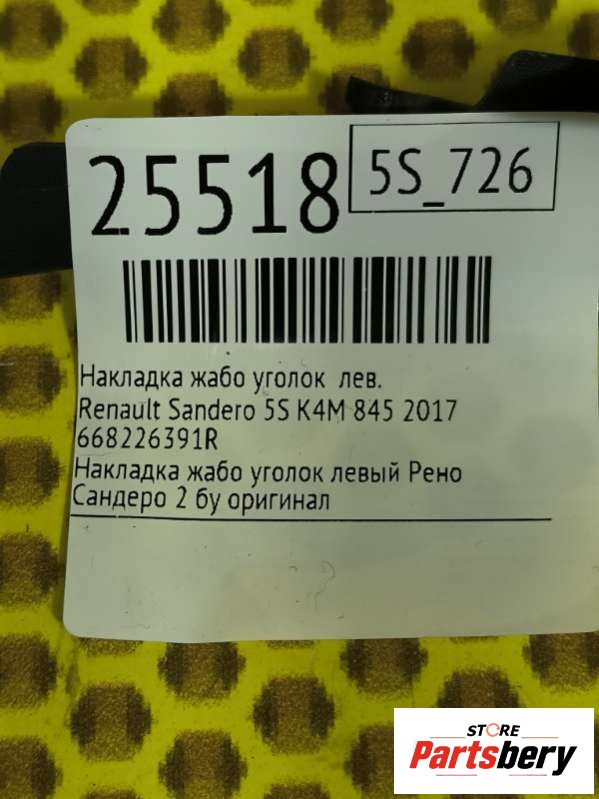 25518
5S_726
Накладка жабо уголок лев.
Renault Sandero 5S K4M 845 2017
668226391R
Накладка жабо уголок левый Рено
Сандеро 2 бу оригинал
STORE
Partsbery